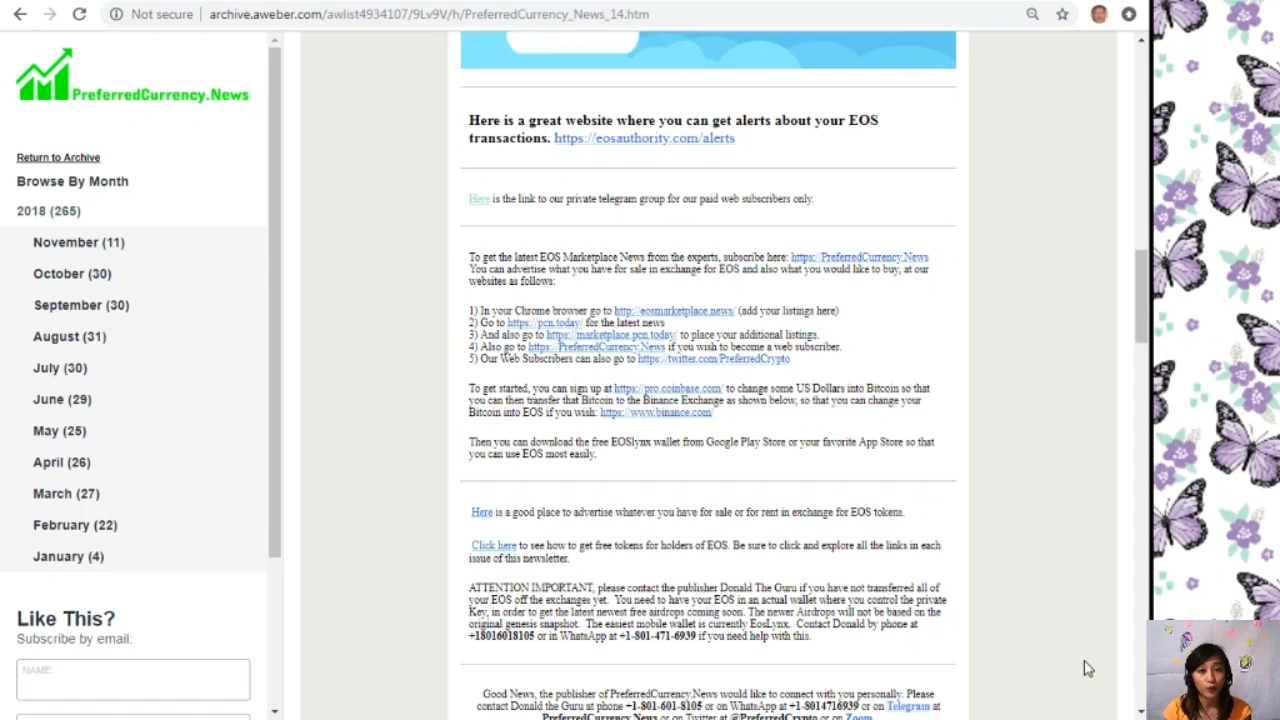 Not secure
archive.aweber.com/awlist4934107/9Lv9V/h/PreferredCurrency_News_14.htm
PreferredCurrency.News
Return to Archive
Browse By Month
2018 (265)
November (11)
October (30)
September (30)
August (31)
July (30)
June (29)
May (25)
April (26)
March (27)
February (22)
January (4)
Like This?
Subscribe by email:
NAME:
Here is a great website where you can get alerts about your EOS
transactions. https://eosauthority.com/alerts
Here is the link to our private telegram group for our paid web subscribers only.
To get the latest EOS Marketplace News from the experts, subscribe here: https://PreferredCurrency.News
You can advertise what you have for sale in exchange for EOS and also what you would like to buy, at our
websites as follows:
1) In your Chrome browser go to http://eosmarketplace.news/ (add your listings here)
2) Go to https://pcn.today/ for the latest news
3) And also go to https://marketplace.pcn.today/ to place your additional listings.
4) Also go to https://PreferredCurrency.News if you wish to become a web subscriber.
5) Our Web Subscribers can also go to https://twitter.com/PreferredCrypto
To get started, you can sign up at https://pro.coinbase.com/ to change some US Dollars into Bitcoin so that
you can then transfer that Bitcoin to the Binance Exchange as shown below, so that you can change your
Bitcoin into EOS if you wish: https://www.binance.com/
Then you can download the free EOSlynx wallet from Google Play Store or your favorite App Store so that
you can use EOS most easily.
Here is a good place to advertise whatever you have for sale or for rent in exchange for EOS tokens.
Click here to see how to get free tokens for holders of EOS. Be sure to click and explore all the links in each
issue of this newsletter.
ATTENTION IMPORTANT, please contact the publisher Donald The Guru if you have not transferred all of
your EOS off the exchanges yet. You need to have your EOS in an actual wallet where you control the private
Key, in order to get the latest newest free airdrops coming soon. The newer Airdrops will not be based on the
original genesis snapshot. The easiest mobile wallet is currently EosLynx. Contact Donald by phone at
+18016018105 or in WhatsApp at +1-801-471-6939 if you need help with this.
Good News, the publisher of PreferredCurrency.News would like to connect with you personally. Please
contact Donald the Guru at phone +1-801-601-8105 or on WhatsApp at +1-8014716939 or on Telegram at
PreferredCurrency.News or on Twitter at @PreferredCrypto or on Zoom